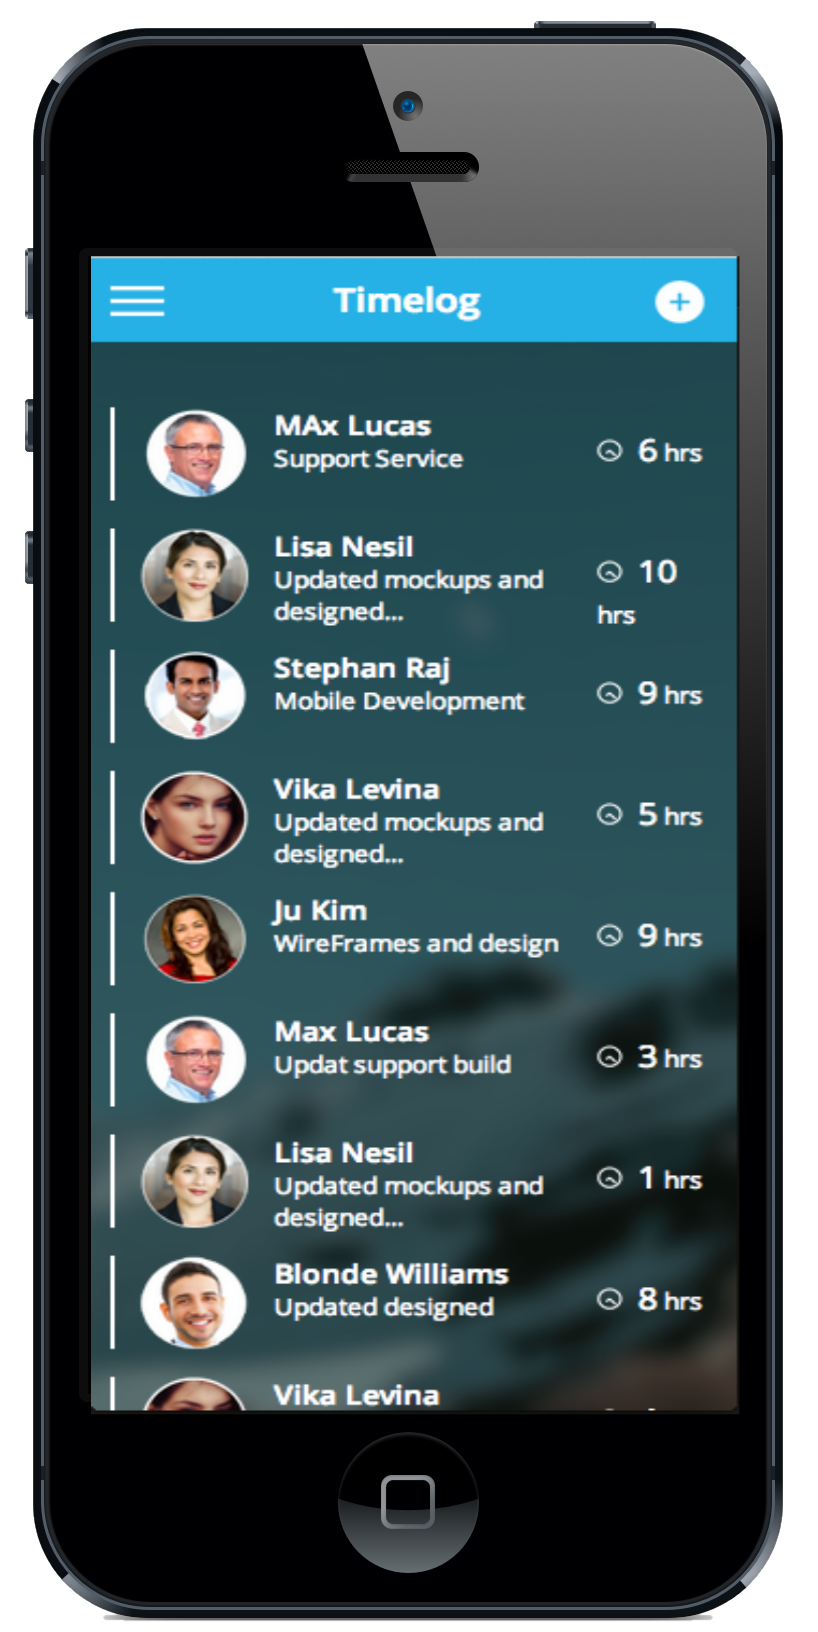 Timelog
MAx Lucas
Support Service
6 hrs
Lisa Nesil
Updated mockups and
designed...
10
hrs
Stephan Raj
Mobile Development
9 hrs
Vika Levina
Updated mockups and
designed...
5 hrs
Ju Kim
WireFrames and design
9 hrs
Max Lucas
Updat support build
3 hrs
Lisa Nesil
Updated mockups and
designed...
1 hrs
Blonde Williams
Updated designed
8 hrs
Vika Levina